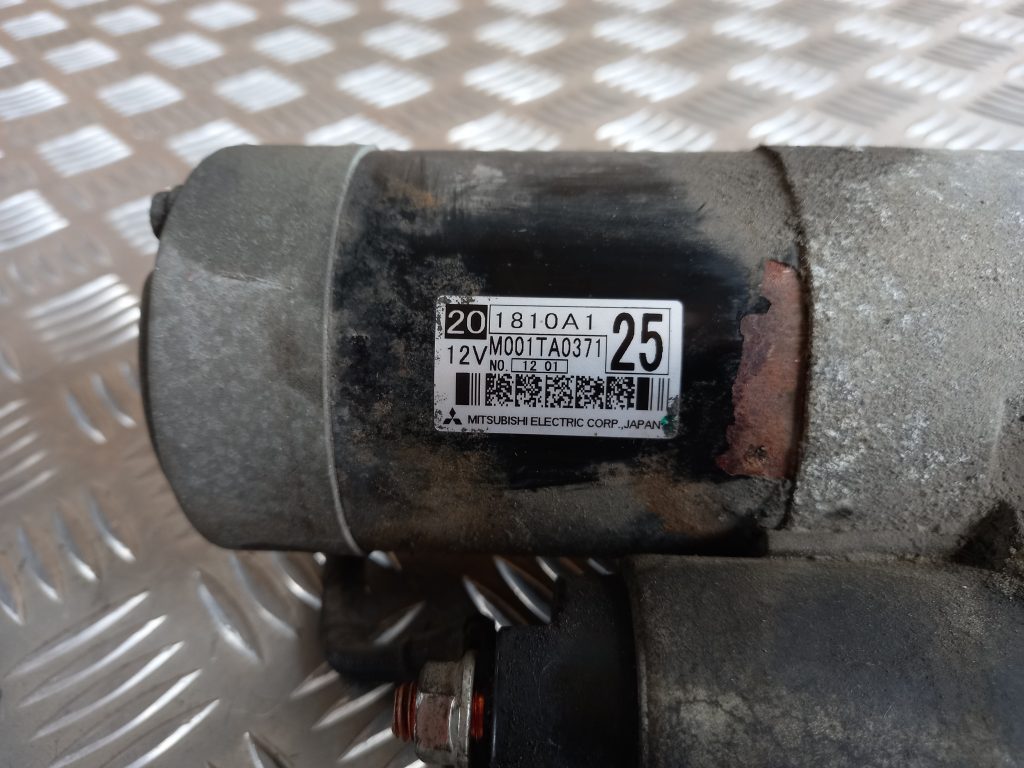 20 1810A1 25
12V M001TA0371
NO. 12 01
MITSUBISHI ELECTRIC CORP., JAPAN